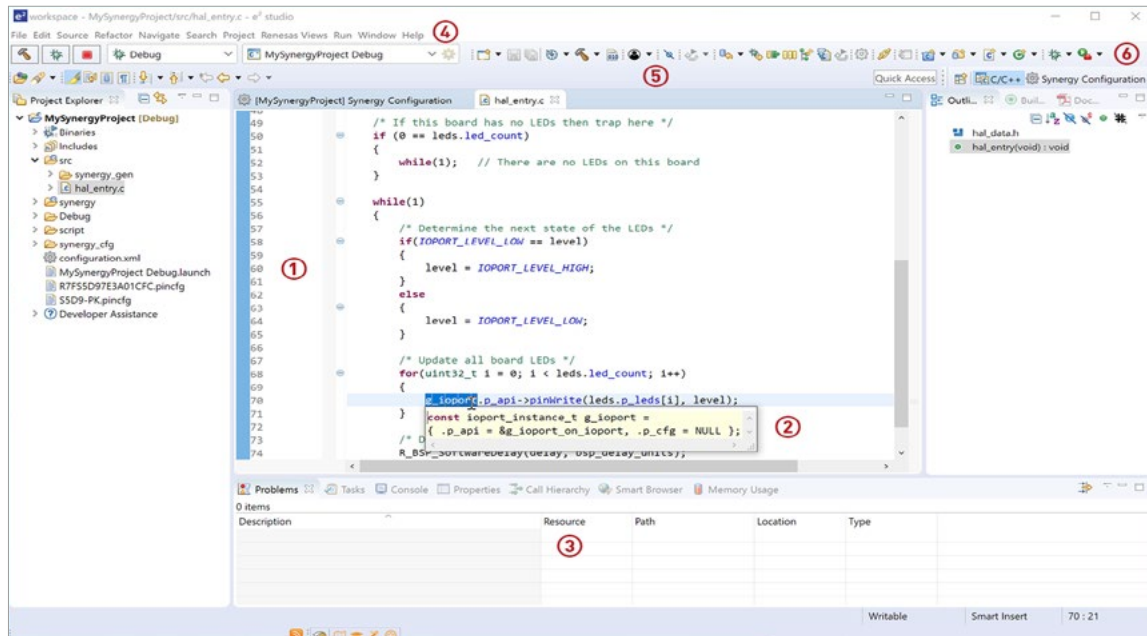 workspace - MySynergyProject/src/hal_entry.c - e² studio
File Edit Source Refactor Navigate Search Project Renesas Views Run Window Help
④
Debug
MySynergyProject Debug
⑤
⑥
Quick Access
C/C++
Synergy Configuration
Project Explorer
MySynergyProject [Debug]
Binaries
Includes
src
synergy_gen
hal_entry.c
synergy
Debug
script
synergy_cfg
configuration.xml
MySynergyProject Debug.launch
R7FS5D97E3A01CFC.pincfg
S5D9-PK.pincfg
Developer Assistance
[MySynergyProject] Synergy Configuration
hal_entry.c
49 /* If this board has no LEDs then trap here */
50 if (0 == leds.led_count)
51 {
52 while(1); // There are no LEDs on this board
53 }
54
55 while(1)
56 {
57 /* Determine the next state of the LEDs */
58 if(IOPORT_LEVEL_LOW == level)
59 {
60 level = IOPORT_LEVEL_HIGH;
61 }
62 else
63 {
64 level = IOPORT_LEVEL_LOW;
65 }
66
67 /* Update all board LEDs */
68 for(uint32_t i = 0; i < leds.led_count; i++)
69 {
70 g_ioport.p_api->pinWrite(leds.p_leds[i], level);
71 }
72
73 /* D
74 R_BSP_SoftwareDelay(delay, bsp_delay_units);
①
const ioport_instance_t g_ioport =
{ .p_api = &g_ioport_on_ioport, .p_cfg = NULL };
②
Outli...
Buil...
Doc...
hal_data.h
hal_entry(void) : void
Problems
Tasks
Console
Properties
Call Hierarchy
Smart Browser
Memory Usage
0 items
Description Resource Path Location Type
③
Writable Smart Insert 70 : 21